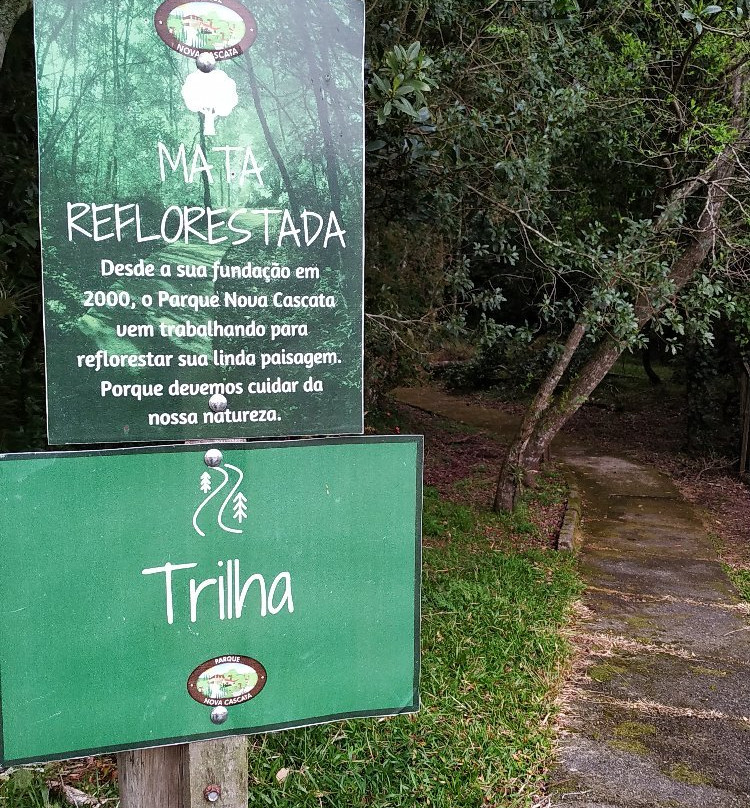 NOVA CASCATA
MATA
REFLORESTADA
Desde a sua fundação em
2000, o Parque Nova Cascata
vem trabalhando para
reflorestar sua linda paisagem.
Porque devemos cuidar da
nossa natureza.
Trilha
PARQUE
NOVA CASCATA